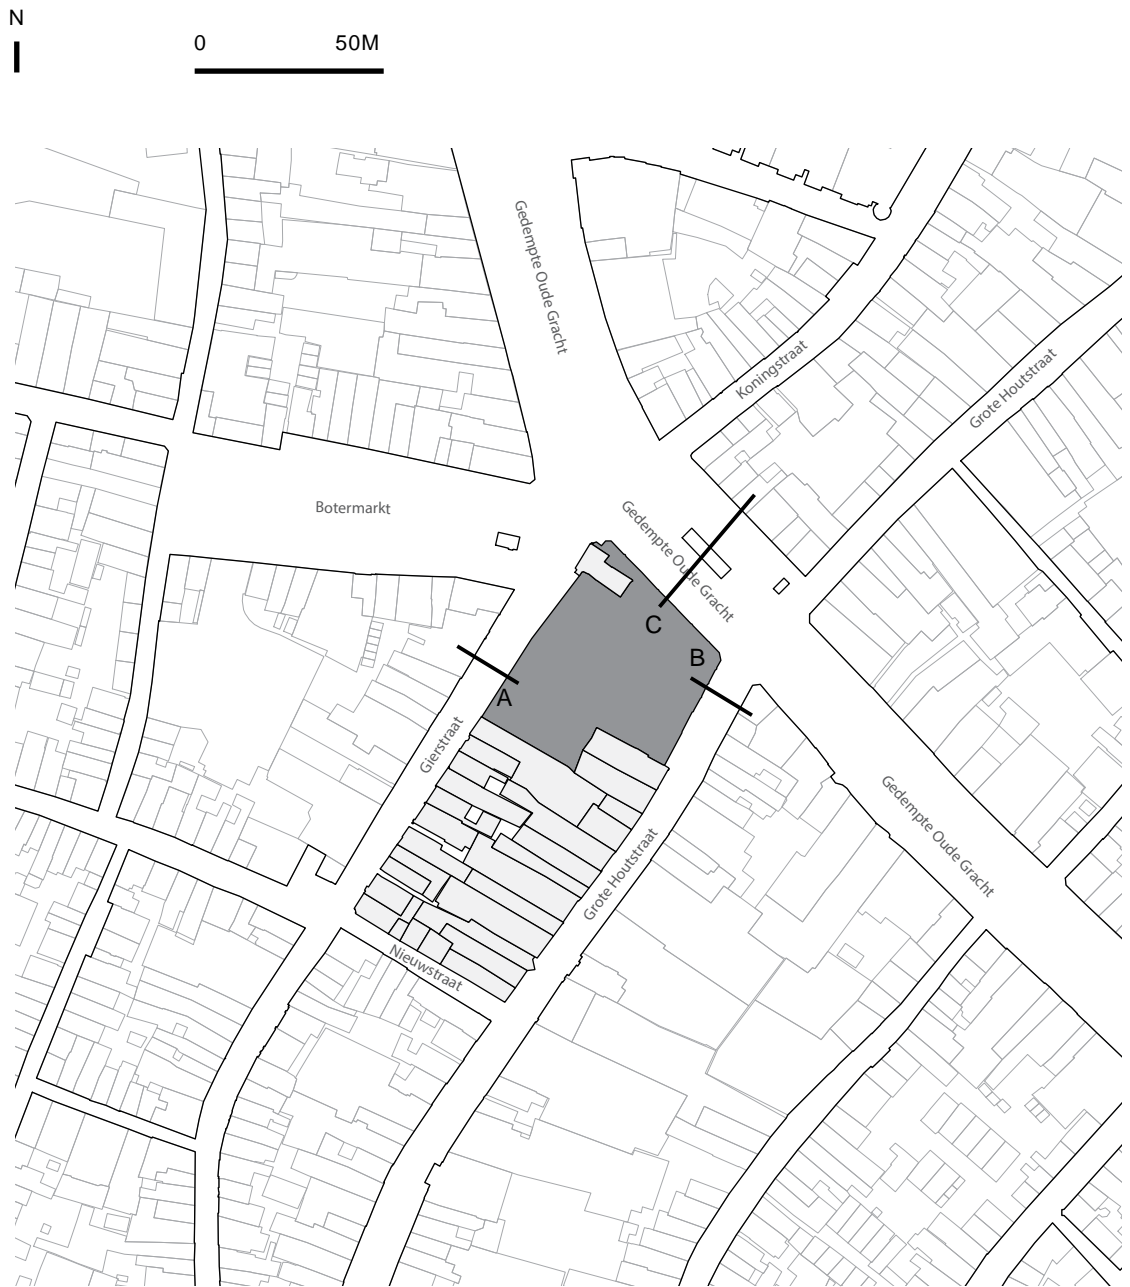 N
0 50M
Gedempte Oude Gracht
Koningstraat
Grote Houtstraat
Botermarkt
Gedempte Oude Gracht
C
B
A
Gierstraat
Gedempte Oude Gracht
Grote Houtstraat
Nieuwstraat